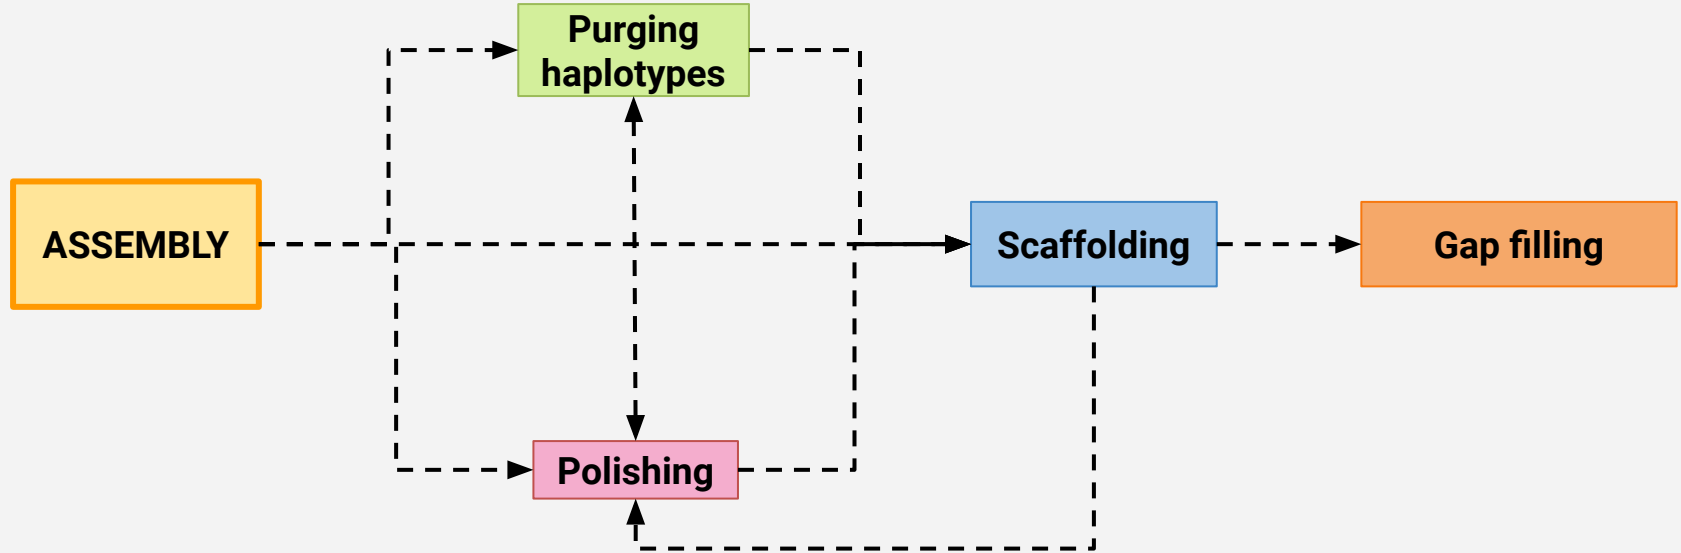 Purging
haplotypes
ASSEMBLY
Scaffolding
Gap filling
Polishing